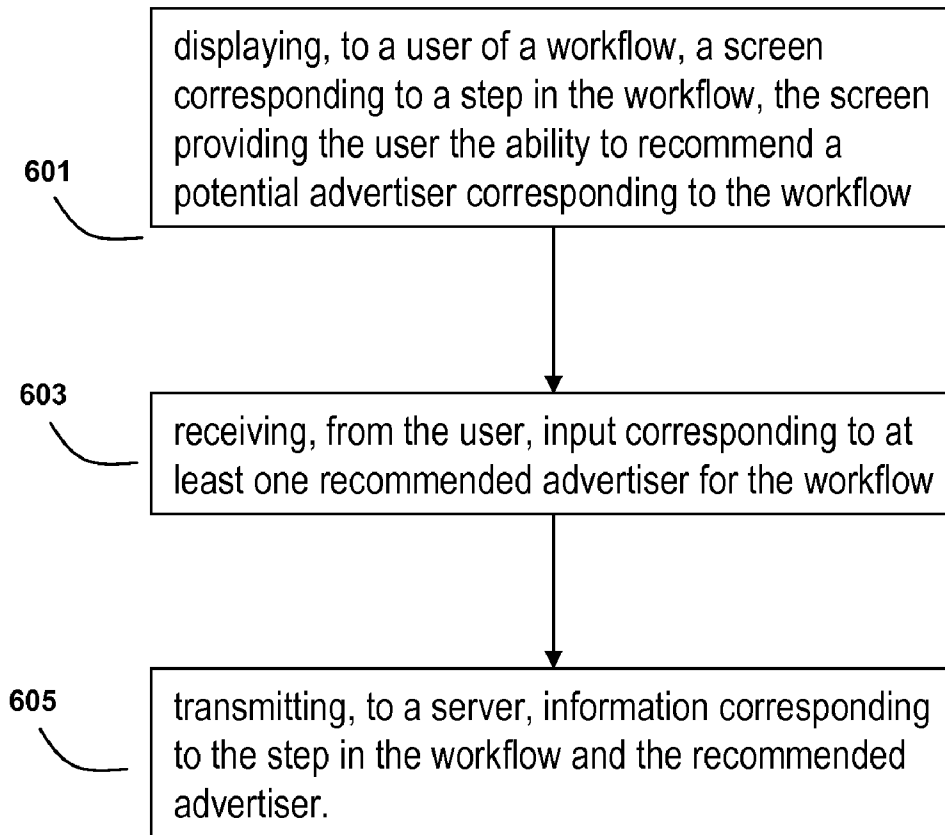 displaying, to a user of a workflow, a screen
corresponding to a step in the workflow, the screen
providing the user the ability to recommend a
potential advertiser corresponding to the workflow
601
603
receiving, from the user, input corresponding to at
least one recommended advertiser for the workflow
605
transmitting, to a server, information corresponding
to the step in the workflow and the recommended
advertiser.